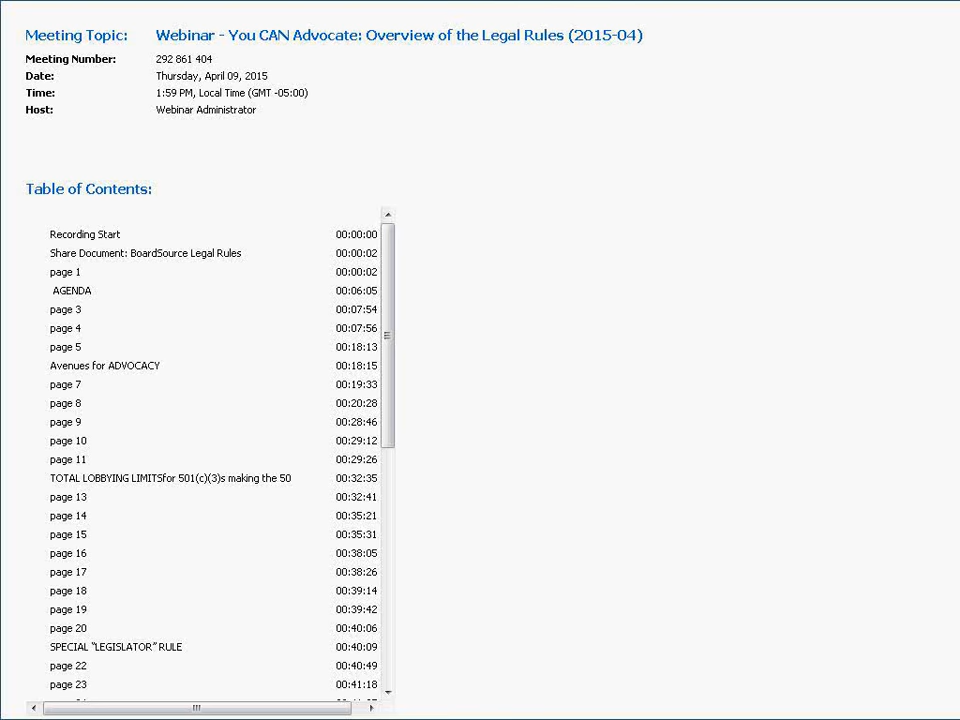 Meeting Topic: Webinar - You CAN Advocate: Overview of the Legal Rules (2015-04)
Meeting Number: 292 861 404
Date: Thursday, April 09, 2015
Time: 1:59 PM, Local Time (GMT -05:00)
Host: Webinar Administrator
Table of Contents:
Recording Start 00:00:00
Share Document: BoardSource Legal Rules 00:00:02
page 1 00:00:02
AGENDA 00:06:05
page 3 00:07:54
page 4 00:07:56
page 5 00:18:13
Avenues for ADVOCACY 00:18:15
page 7 00:19:33
page 8 00:20:28
page 9 00:28:46
page 10 00:29:12
page 11 00:29:26
TOTAL LOBBYING LIMITSfor 501(c)(3)s making the 50 00:32:35
page 13 00:32:41
page 14 00:35:21
page 15 00:35:31
page 16 00:38:05
page 17 00:38:26
page 18 00:39:14
page 19 00:39:42
page 20 00:40:06
SPECIAL “LEGISLATOR” RULE 00:40:09
page 22 00:40:49
page 23 00:41:18